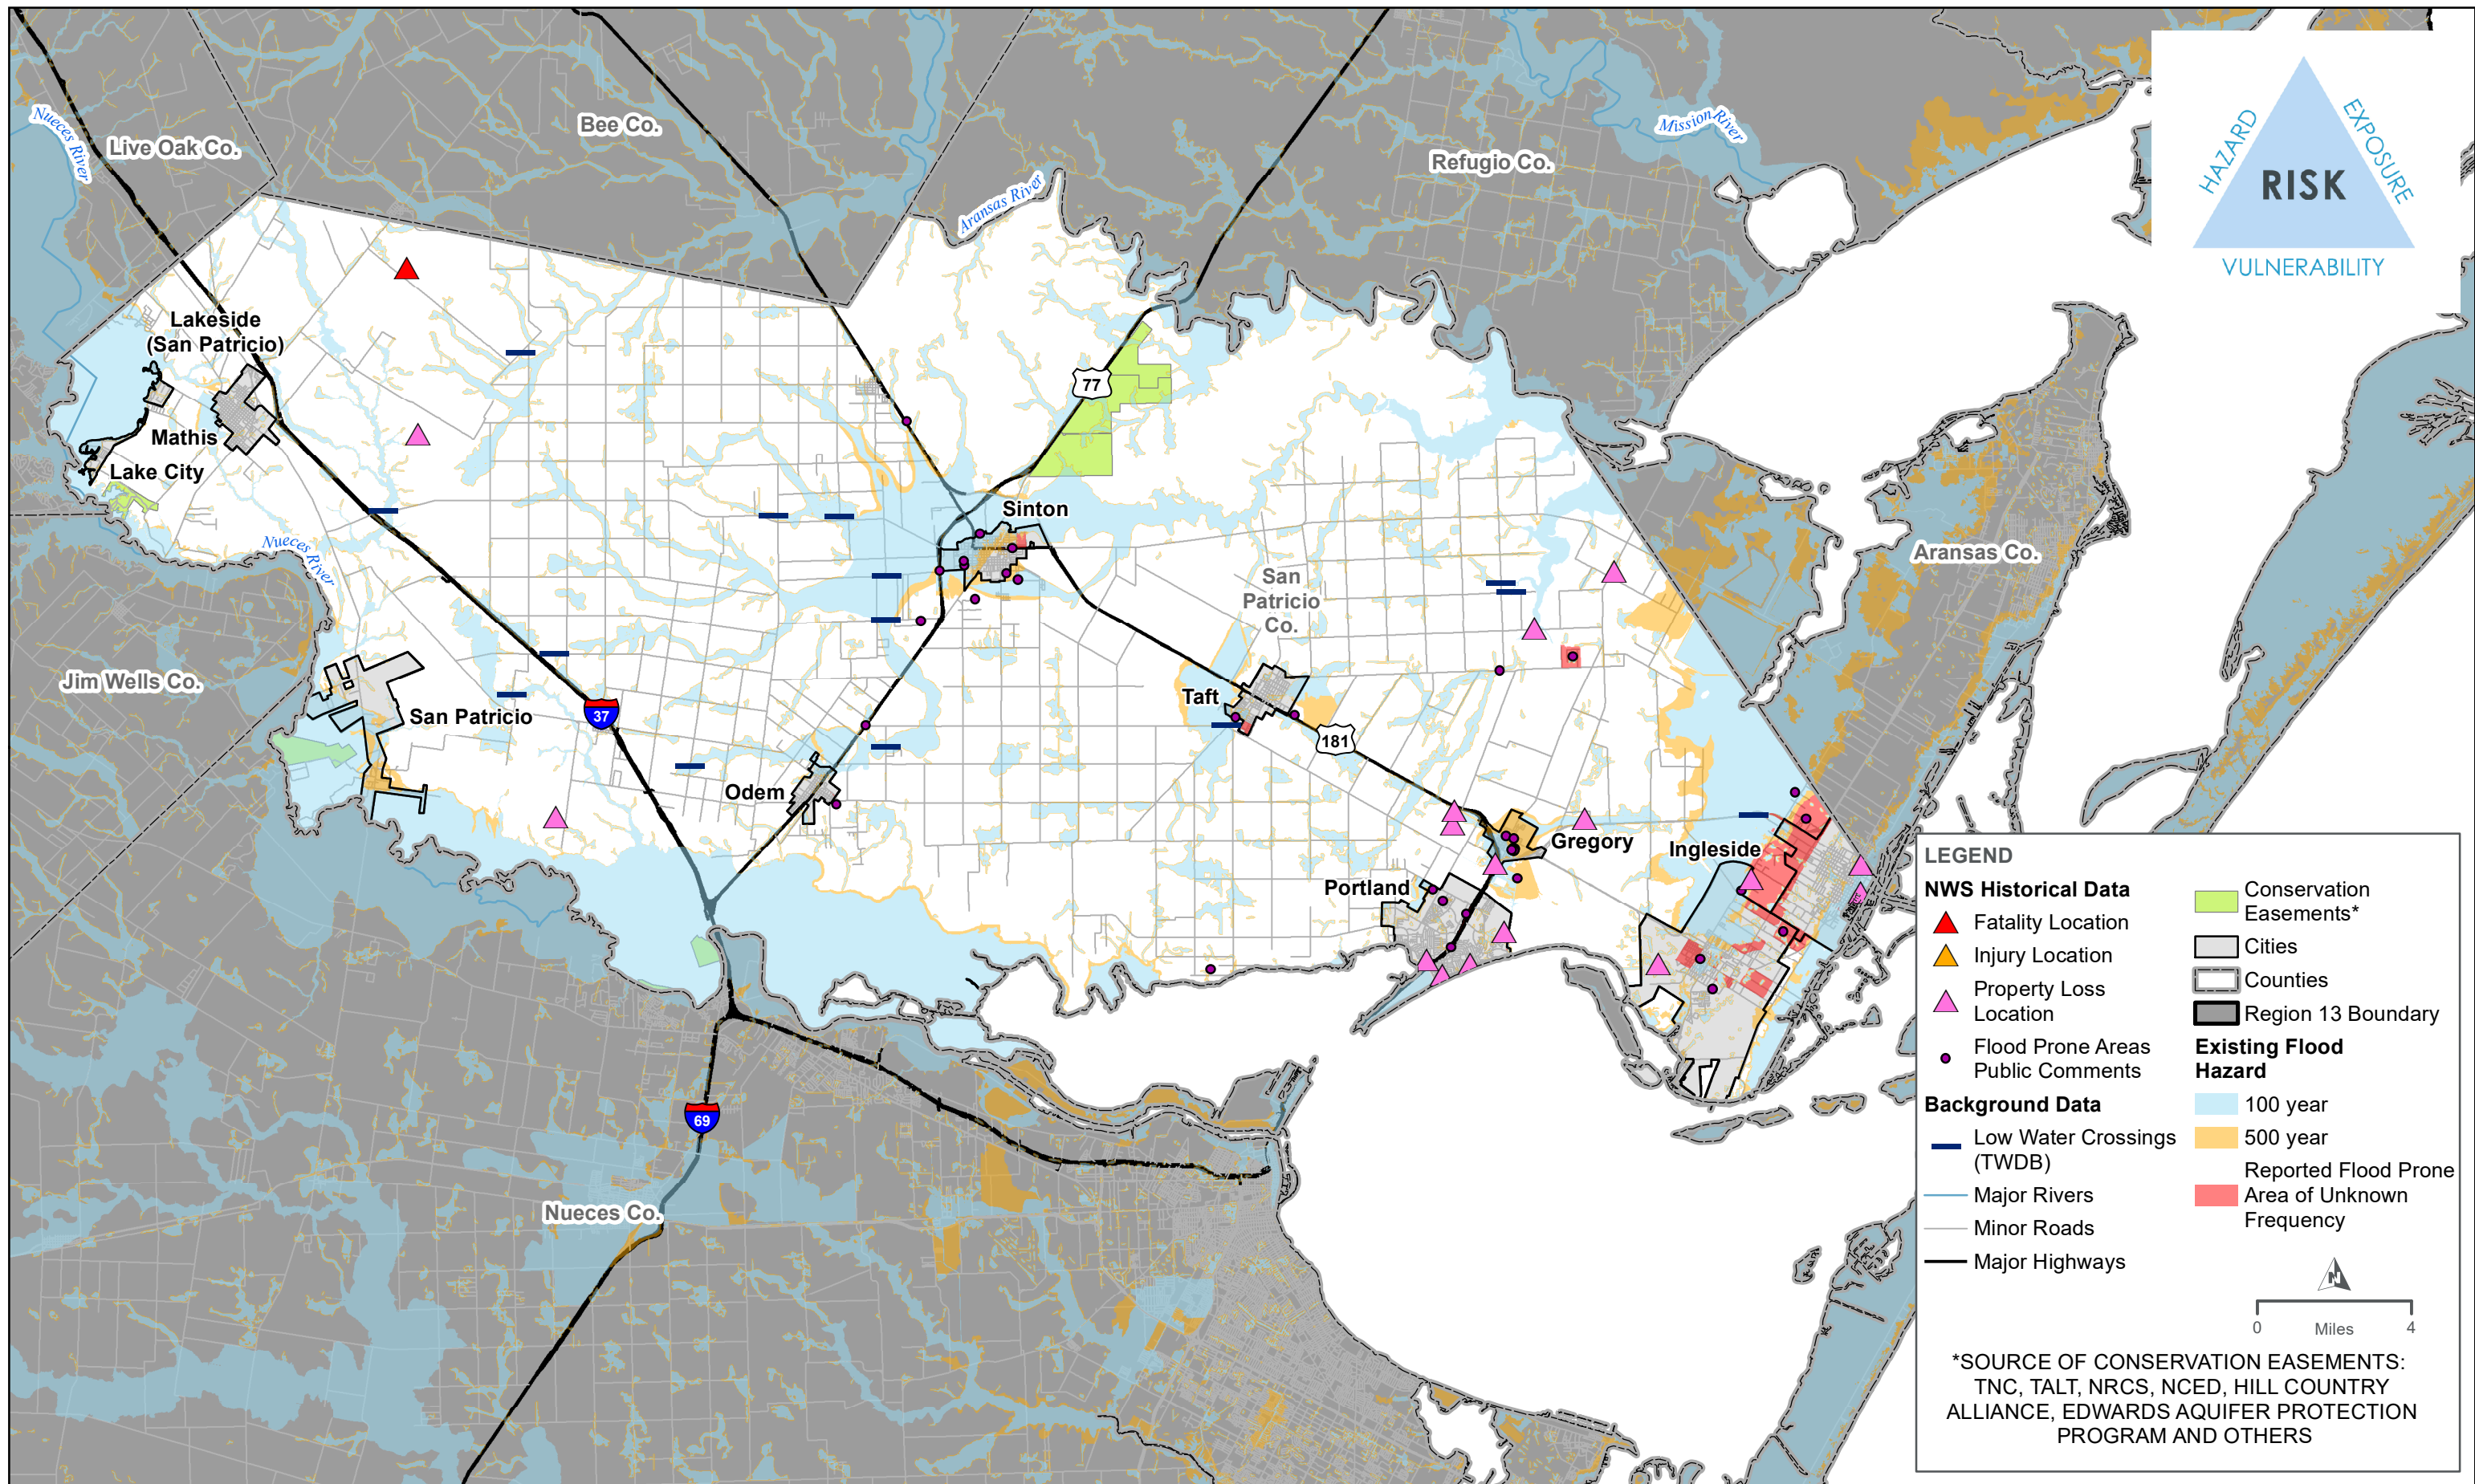 Nueces River
Live Oak Co.
Bee Co.
Aransas River
Refugio Co.
Mission River
HAZARD
EXPOSURE
RISK
VULNERABILITY
Lakeside
(San Patricio)
Mathis
Lake City
77
Sinton
Nueces River
San
Patricio
Co.
Aransas Co.
Jim Wells Co.
San Patricio
37
Taft
181
Odem
Gregory
Ingleside
Portland
69
Nueces Co.
LEGEND
NWS Historical Data
Fatality Location
Injury Location
Property Loss
Location
Flood Prone Areas
Public Comments
Background Data
Low Water Crossings
(TWDB)
Major Rivers
Minor Roads
Major Highways
Conservation
Easements*
Cities
Counties
Region 13 Boundary
Existing Flood
Hazard
100 year
500 year
Reported Flood Prone
Area of Unknown
Frequency
N
0 Miles 4
*SOURCE OF CONSERVATION EASEMENTS:
TNC, TALT, NRCS, NCED, HILL COUNTRY
ALLIANCE, EDWARDS AQUIFER PROTECTION
PROGRAM AND OTHERS